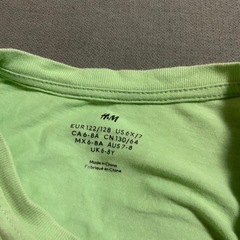 H&M
EUR 122/128 US 6X/7
CA 6-8A CN 130/64
MX 6-8A AUS 7-8
UK 6-8Y
Made in China
Fabriqué en Chine